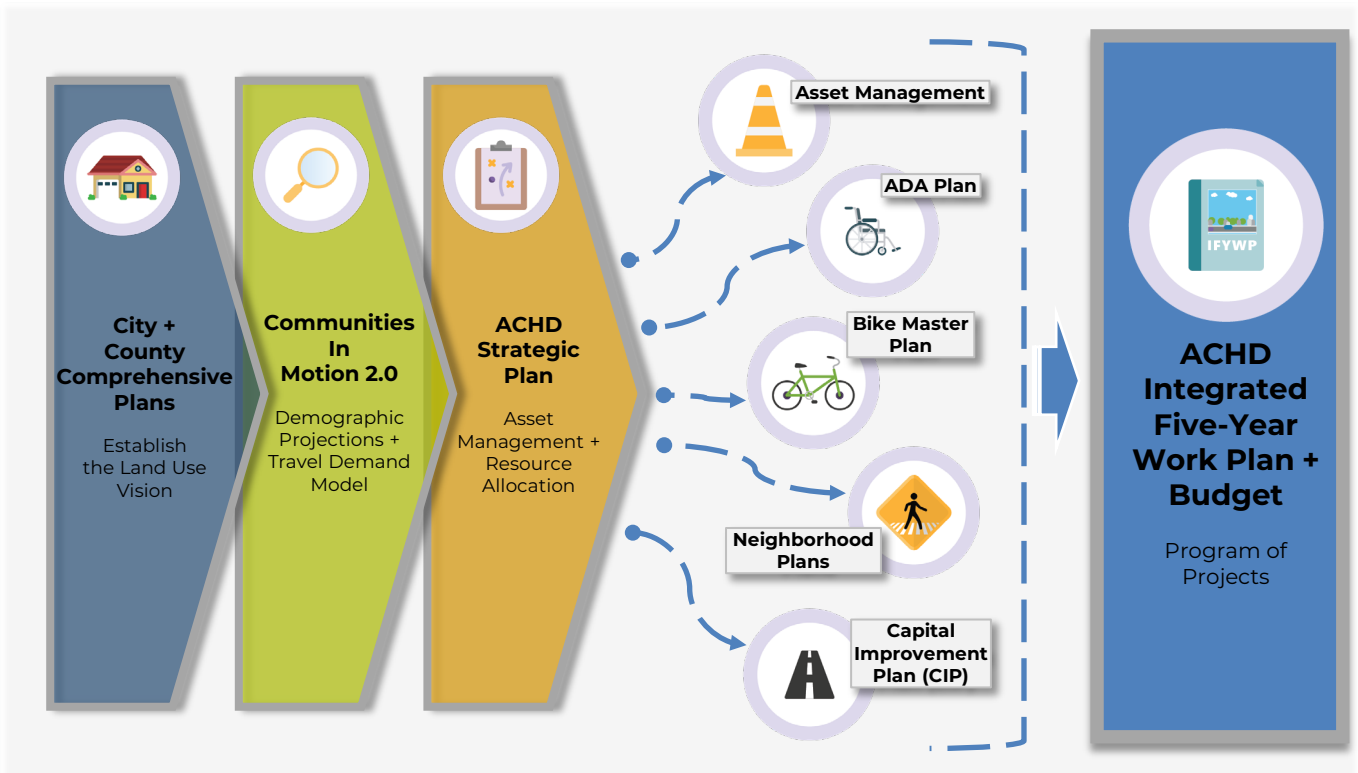 City +
County
Comprehensive
Plans
Establish
the Land Use
Vision
Communities
In
Motion 2.0
Demographic
Projections +
Travel Demand
Model
ACHD
Strategic
Plan
Asset
Management +
Resource
Allocation
Asset Management
ADA Plan
Bike Master
Plan
Neighborhood
Plans
Capital
Improvement
Plan (CIP)
IFYWP
ACHD
Integrated
Five-Year
Work Plan +
Budget
Program of
Projects